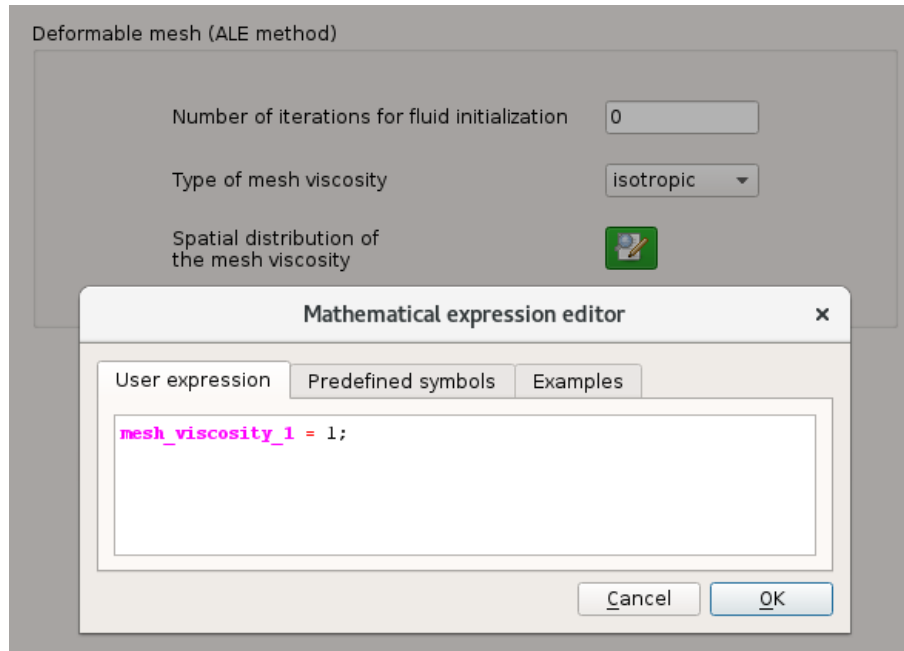 Deformable mesh (ALE method)
Number of iterations for fluid initialization
0
Type of mesh viscosity
isotropic
Spatial distribution of
the mesh viscosity
Mathematical expression editor
×
User expression
Predefined symbols
Examples
mesh_viscosity_1 = 1;
Cancel
OK